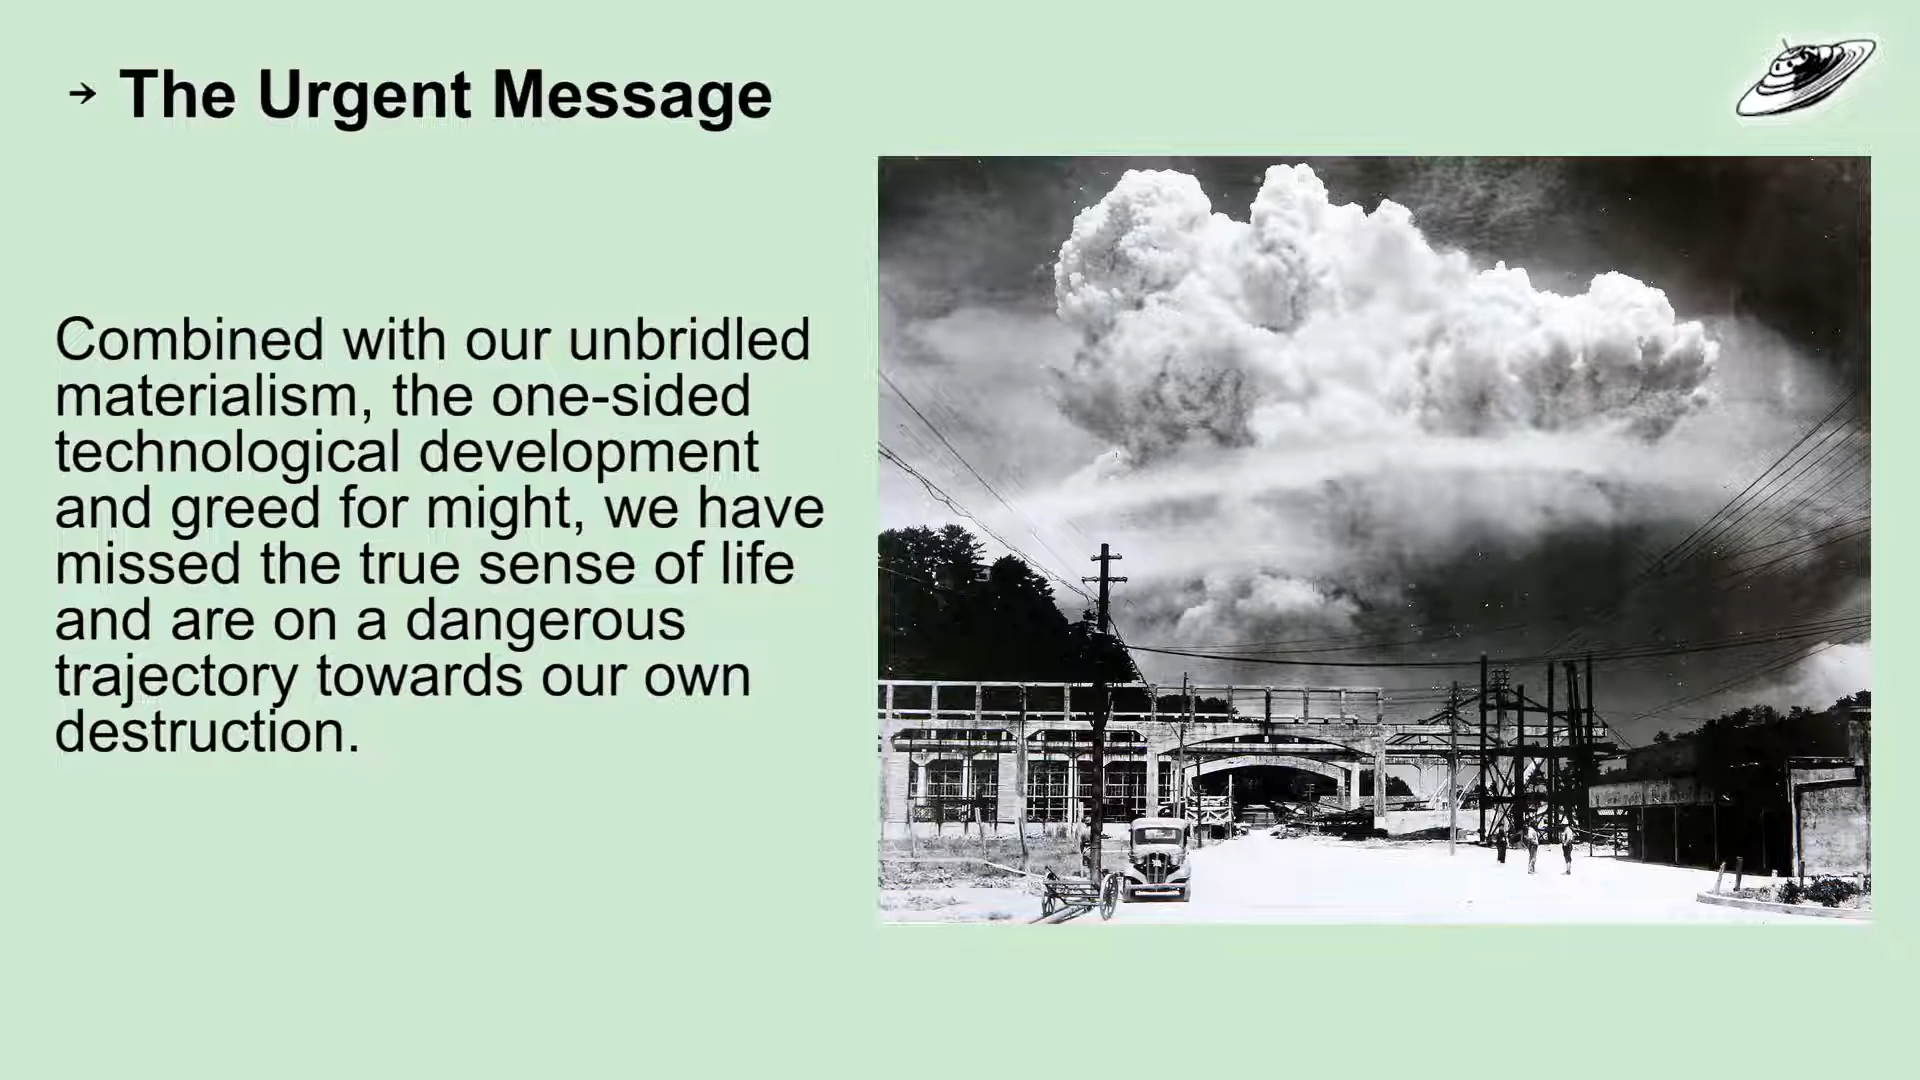 → The Urgent Message
Combined with our unbridled
materialism, the one-sided
technological development
and greed for might, we have
missed the true sense of life
and are on a dangerous
trajectory towards our own
destruction.